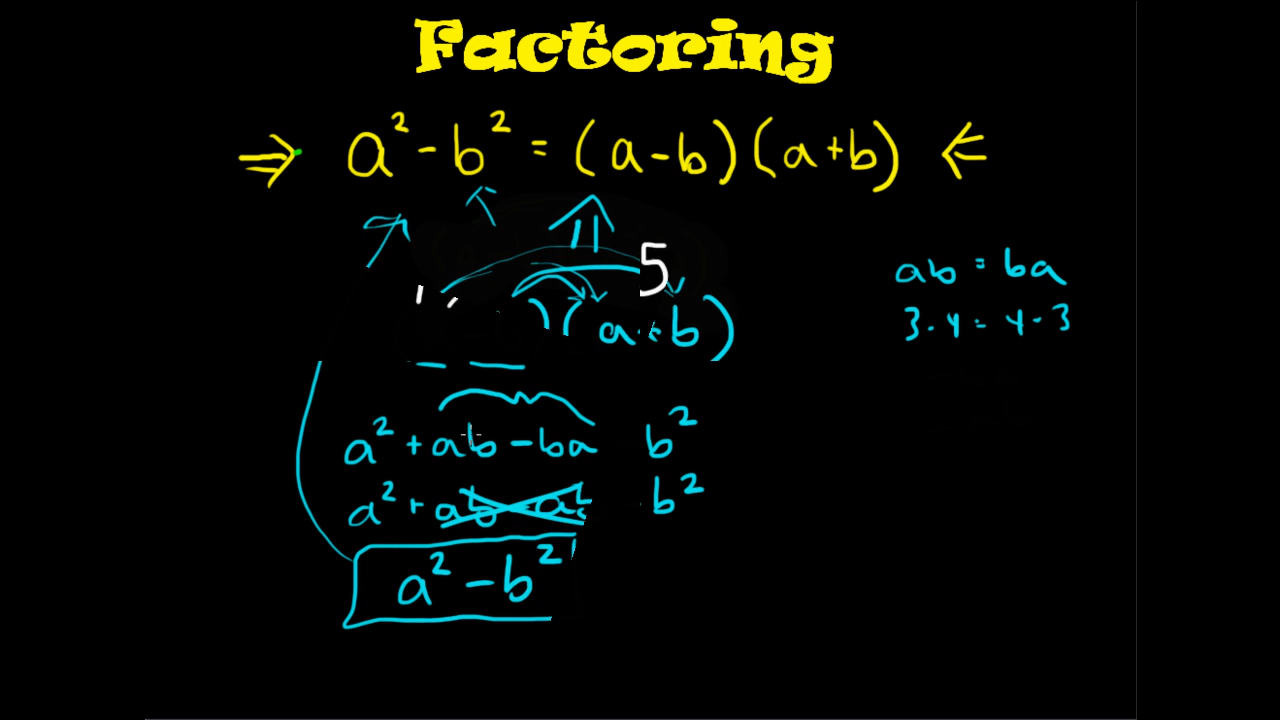 Factoring
⇒ a² - b² = (a-b)(a+b) ⇐
5
)(a+b)
ab = ba
3·4 = 4·3
a² + ab - ba b²
a² + ab - ab b²
a² - b²